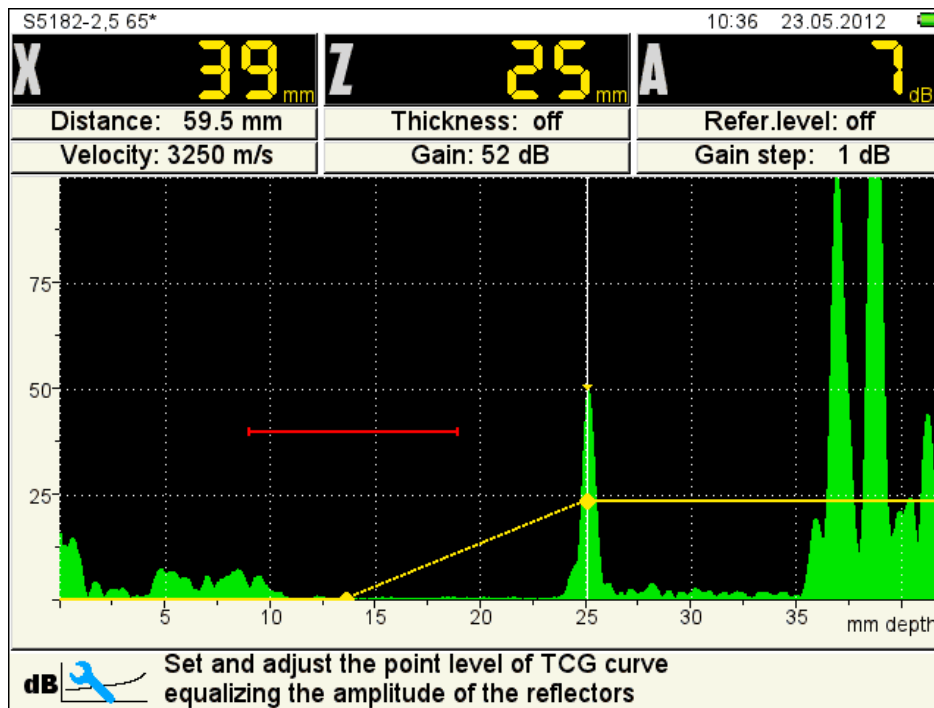 S5182-2,5 65* 10:36 23.05.2012
X 39 mm Z 25 mm A 7 dB
Distance: 59.5 mm Thickness: off Refer.level: off
Velocity: 3250 m/s Gain: 52 dB Gain step: 1 dB
75
50
25
5 10 15 20 25 30 35 mm depth
dB Set and adjust the point level of TCG curve
equalizing the amplitude of the reflectors